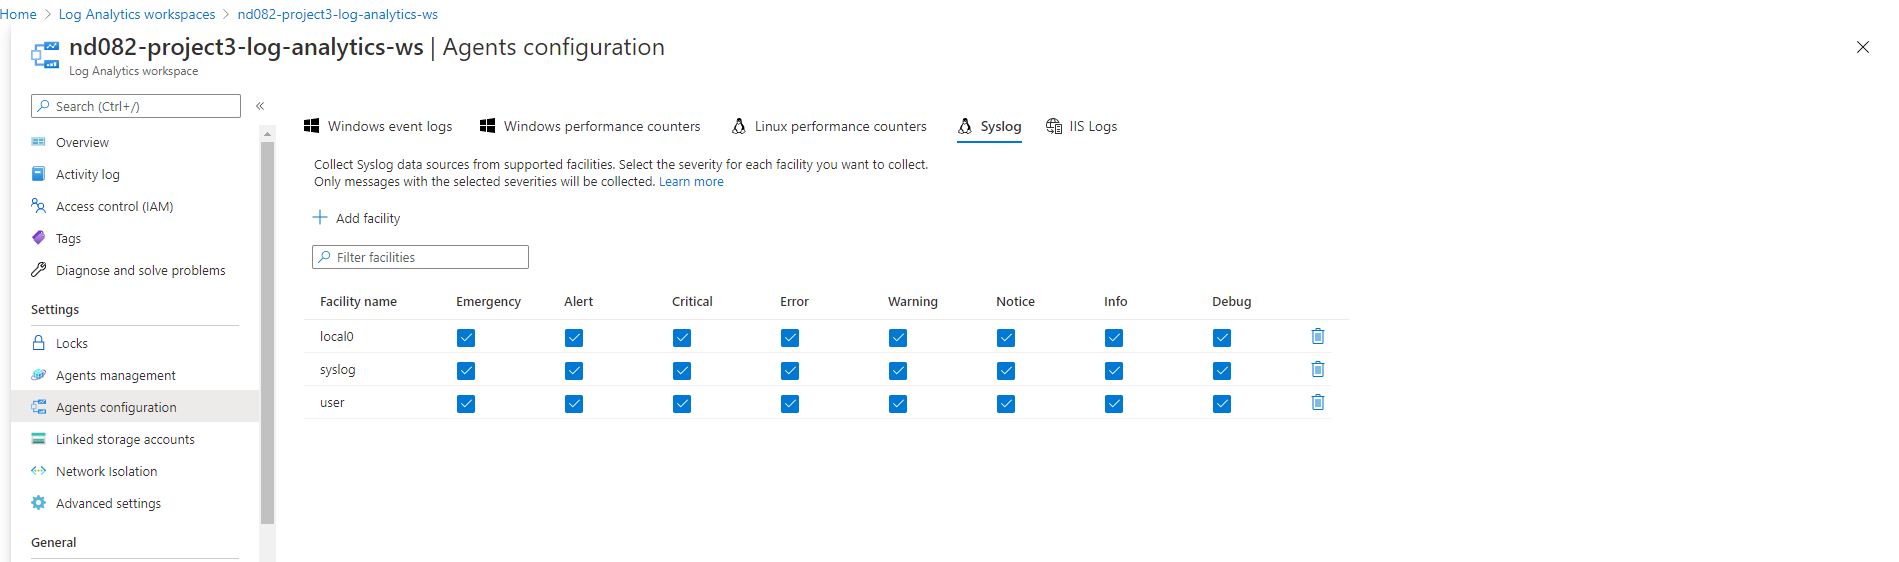 Home > Log Analytics workspaces > nd082-project3-log-analytics-ws
nd082-project3-log-analytics-ws | Agents configuration
Log Analytics workspace
Search (Ctrl+/)
«
Overview
Activity log
Access control (IAM)
Tags
Diagnose and solve problems
Settings
Locks
Agents management
Agents configuration
Linked storage accounts
Network Isolation
Advanced settings
General
Windows event logs Windows performance counters Linux performance counters Syslog IIS Logs
Collect Syslog data sources from supported facilities. Select the severity for each facility you want to collect.
Only messages with the selected severities will be collected. Learn more
Add facility
Filter facilities
Facility name Emergency Alert Critical Error Warning Notice Info Debug
local0
syslog
user